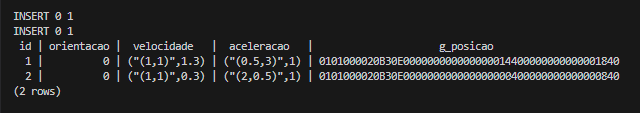 INSERT 0 1
INSERT 0 1
id | orientacao | velocidade | aceleracao | g_posicao
1 | 0 | ("(1,1)",1.3) | ("(0.5,3)",1) | 0101000020B30E000000000000000014400000000000001840
2 | 0 | ("(1,1)",0.3) | ("(2,0.5)",1) | 0101000020B30E000000000000000000400000000000000840
(2 rows)